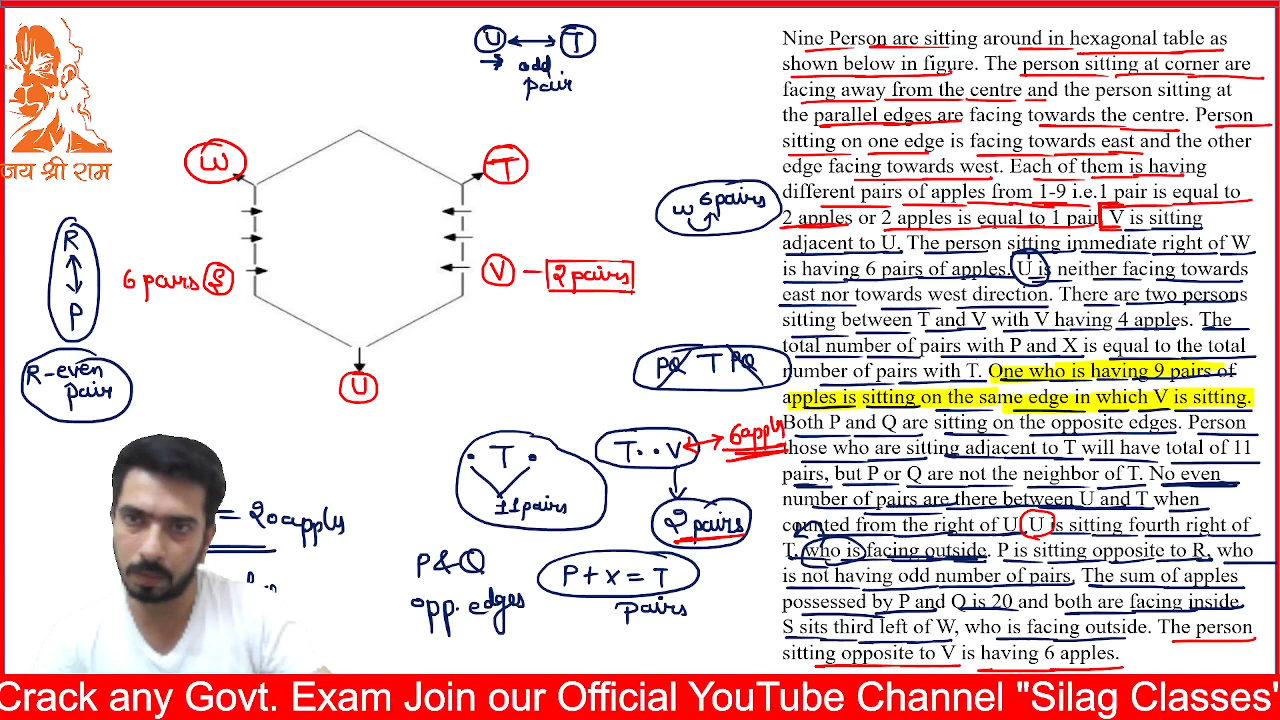 जय श्री राम
U T
odd
pair
W
T
6 pairs S
V - 2 pairs
U
R
P
R-even
pair
W 6 pairs
PQ T PQ
T
11 pairs
T . . V
2 pairs
P&Q
opp. edges
P + X = T
pairs
Nine Person are sitting around in hexagonal table as
shown below in figure. The person sitting at corner are
facing away from the centre and the person sitting at
the parallel edges are facing towards the centre. Person
sitting on one edge is facing towards east and the other
edge facing towards west. Each of them is having
different pairs of apples from 1-9 i.e.1 pair is equal to
2 apples or 2 apples is equal to 1 pair V is sitting
adjacent to U. The person sitting immediate right of W
is having 6 pairs of apples. U is neither facing towards
east nor towards west direction. There are two persons
sitting between T and V with V having 4 apples. The
total number of pairs with P and X is equal to the total
number of pairs with T. One who is having 9 pairs of
apples is sitting on the same edge in which V is sitting.
Both P and Q are sitting on the opposite edges. Person
those who are sitting adjacent to T will have total of 11
pairs, but P or Q are not the neighbor of T. No even
number of pairs are there between U and T when
counted from the right of U. U is sitting fourth right of
T, who is facing outside. P is sitting opposite to R, who
is not having odd number of pairs. The sum of apples
possessed by P and Q is 20 and both are facing inside.
S sits third left of W, who is facing outside. The person
sitting opposite to V is having 6 apples.
Crack any Govt. Exam Join our Official YouTube Channel "Silag Classes"